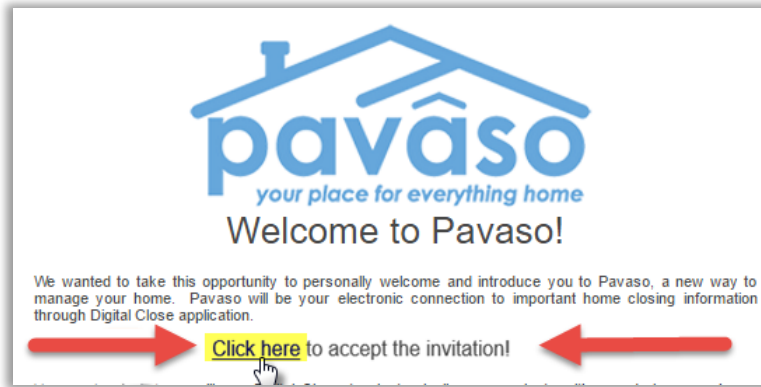 pavâso
your place for everything home
Welcome to Pavaso!
We wanted to take this opportunity to personally welcome and introduce you to Pavaso, a new way to
manage your home. Pavaso will be your electronic connection to important home closing information
through Digital Close application.
Click here to accept the invitation!